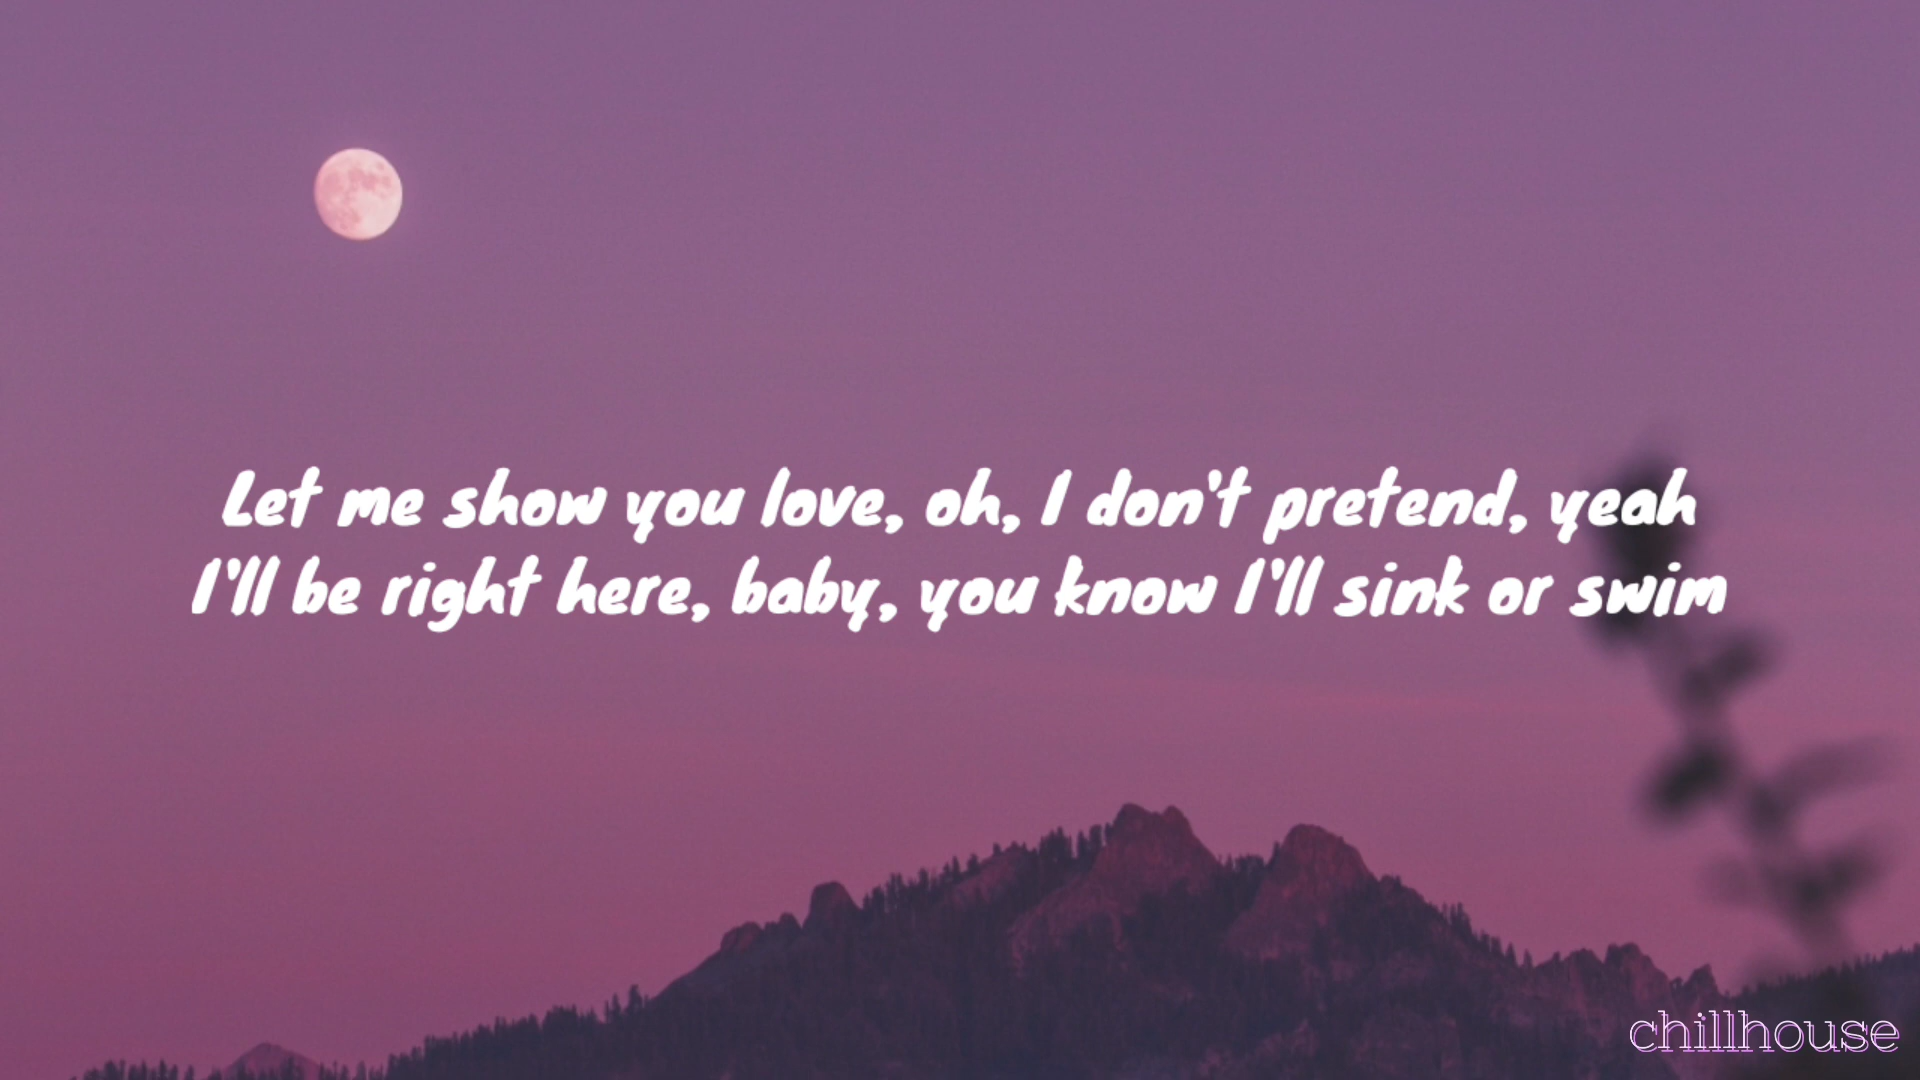 Let me show you love, oh, I don't pretend, yeah
I'll be right here, baby, you know I'll sink or swim
chillhouse